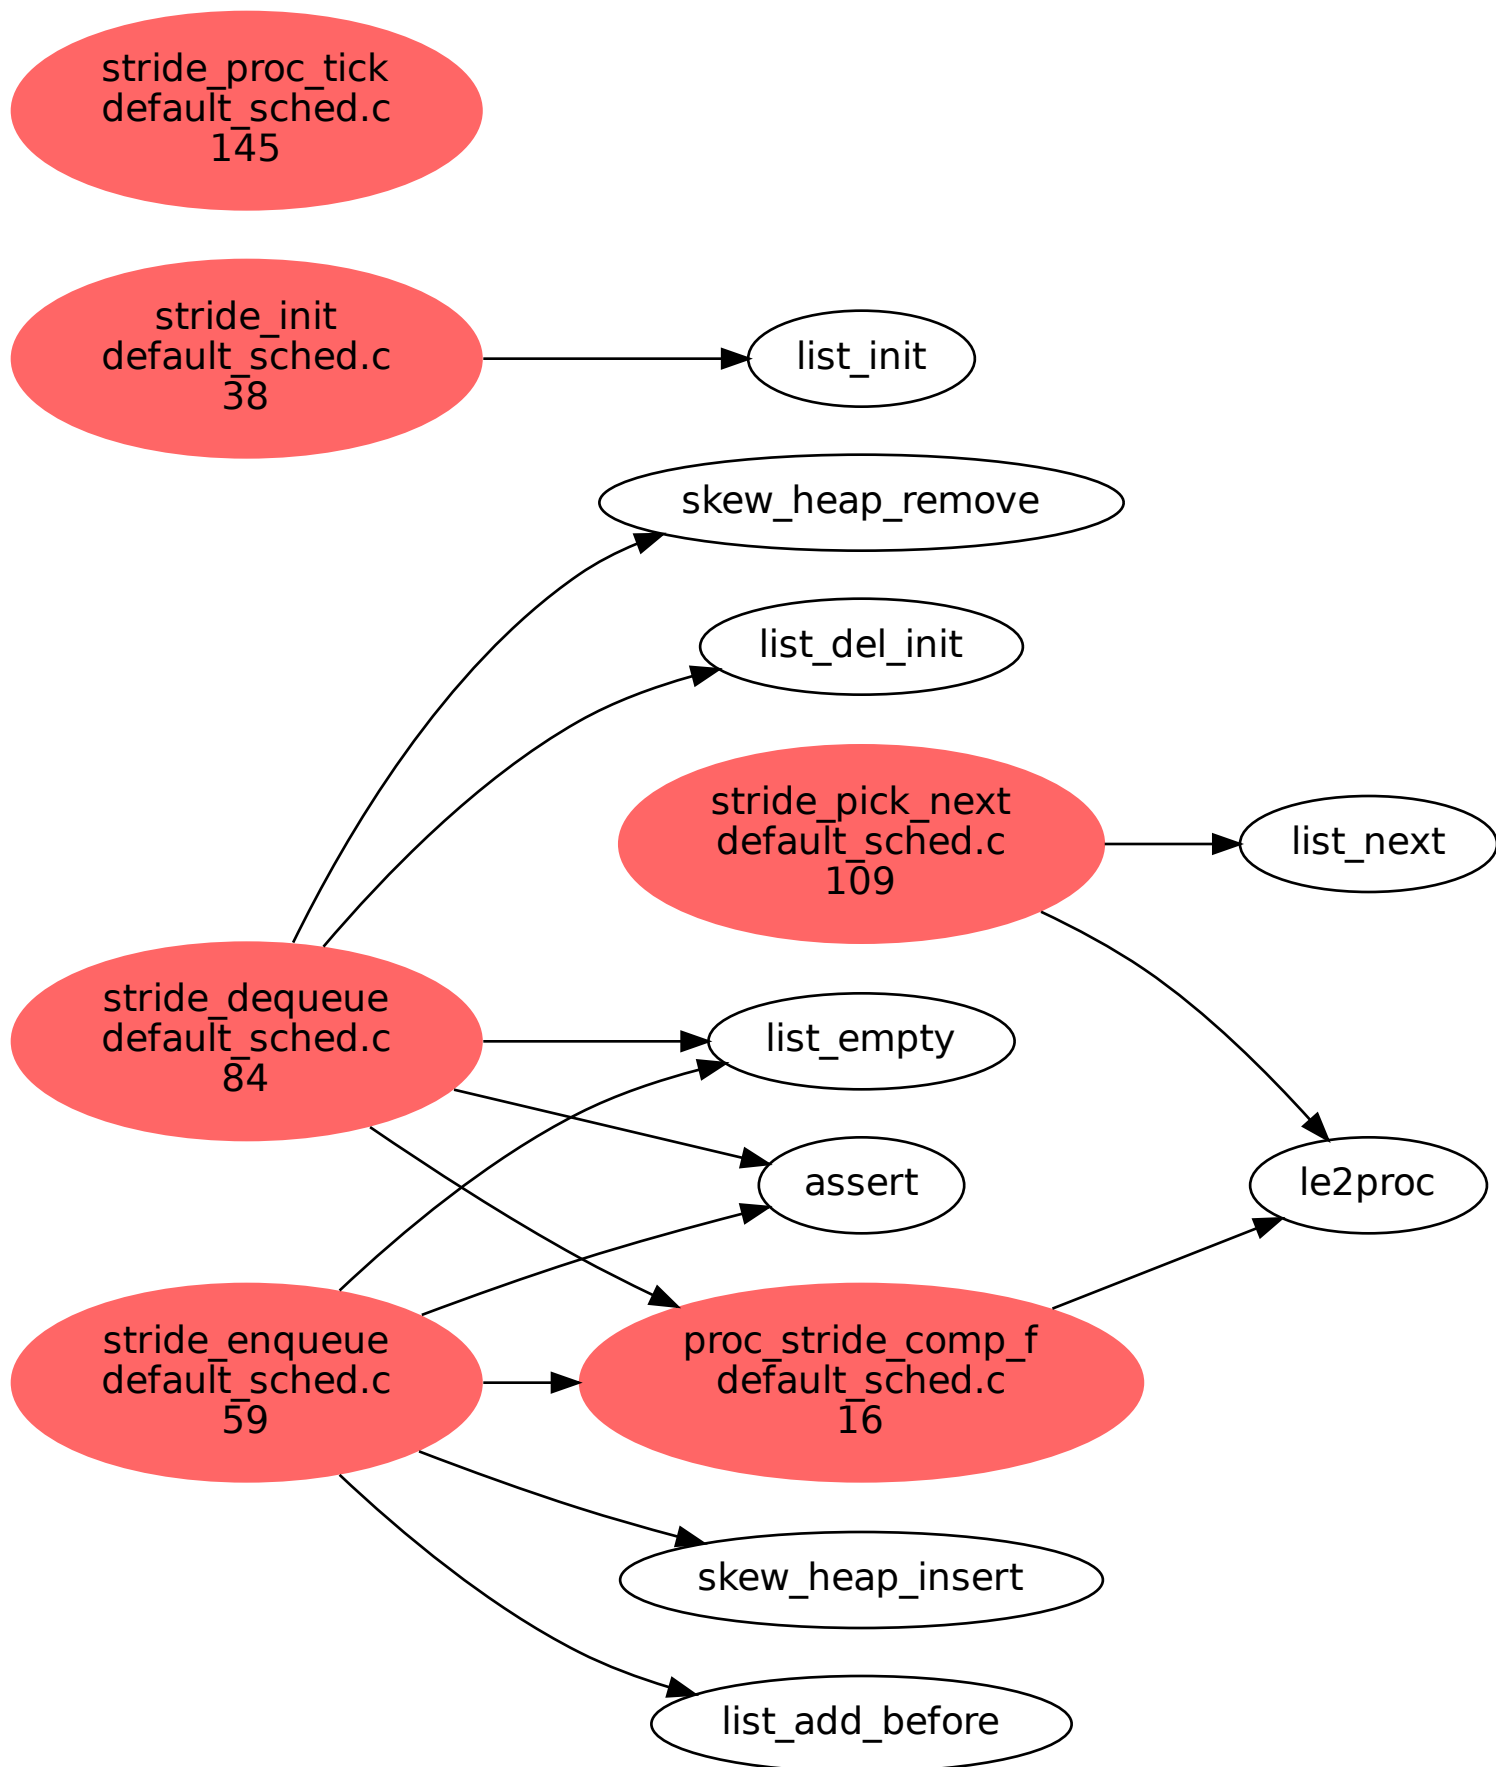 stride_proc_tick
default_sched.c
145
stride_init
default_sched.c
38
list_init
skew_heap_remove
list_del_init
stride_pick_next
default_sched.c
109
list_next
stride_dequeue
default_sched.c
84
list_empty
assert
le2proc
stride_enqueue
default_sched.c
59
proc_stride_comp_f
default_sched.c
16
skew_heap_insert
list_add_before